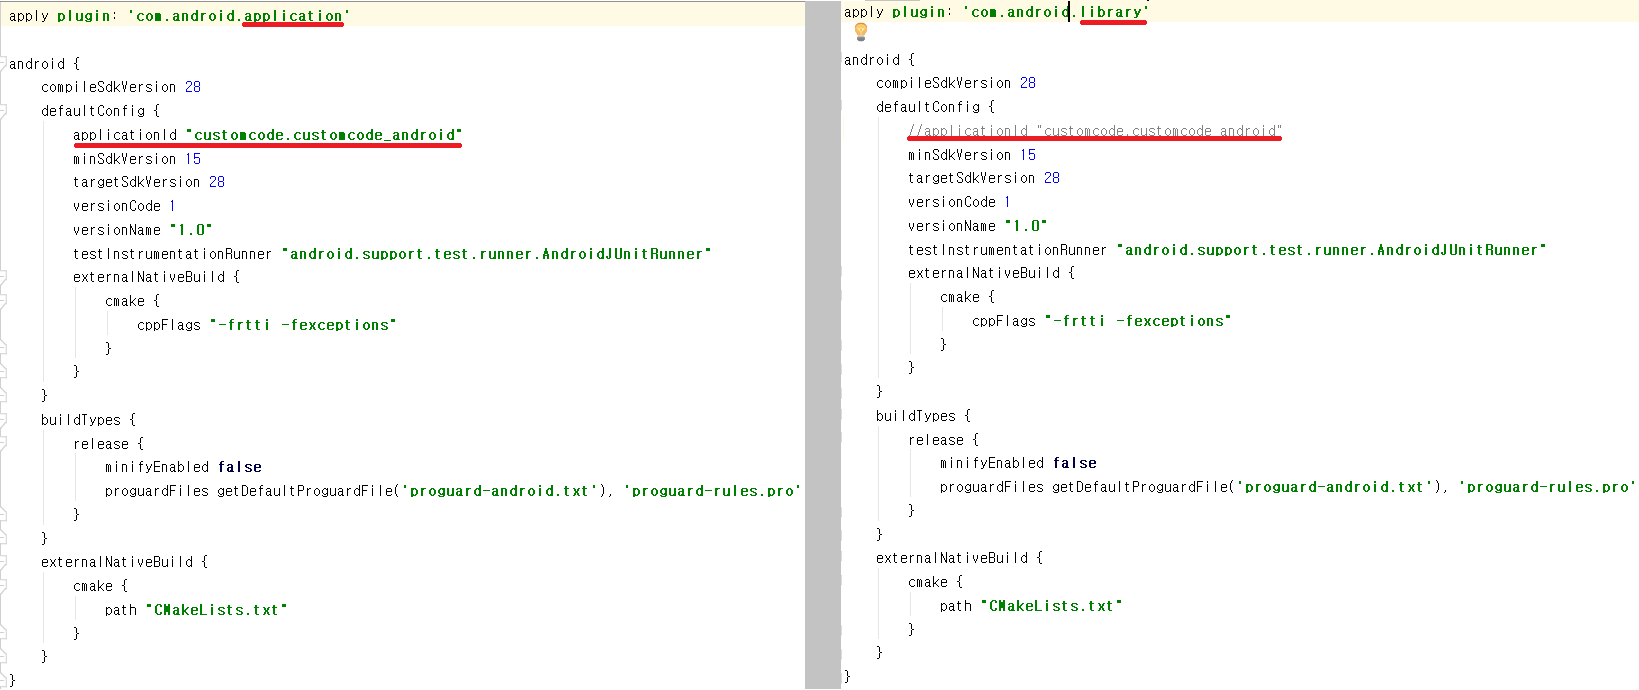 apply plugin: 'com.android.application'
android {
compileSdkVersion 28
defaultConfig {
applicationId "customcode.customcode_android"
minSdkVersion 15
targetSdkVersion 28
versionCode 1
versionName "1.0"
testInstrumentationRunner "android.support.test.runner.AndroidJUnitRunner"
externalNativeBuild {
cmake {
cppFlags "-frtti -fexceptions"
}
}
}
buildTypes {
release {
minifyEnabled false
proguardFiles getDefaultProguardFile('proguard-android.txt'), 'proguard-rules.pro'
}
}
externalNativeBuild {
cmake {
path "CMakeLists.txt"
}
}
}
apply plugin: 'com.android.library'
android {
compileSdkVersion 28
defaultConfig {
//applicationId "customcode.customcode_android"
minSdkVersion 15
targetSdkVersion 28
versionCode 1
versionName "1.0"
testInstrumentationRunner "android.support.test.runner.AndroidJUnitRunner"
externalNativeBuild {
cmake {
cppFlags "-frtti -fexceptions"
}
}
}
buildTypes {
release {
minifyEnabled false
proguardFiles getDefaultProguardFile('proguard-android.txt'), 'proguard-rules.pro'
}
}
externalNativeBuild {
cmake {
path "CMakeLists.txt"
}
}
}